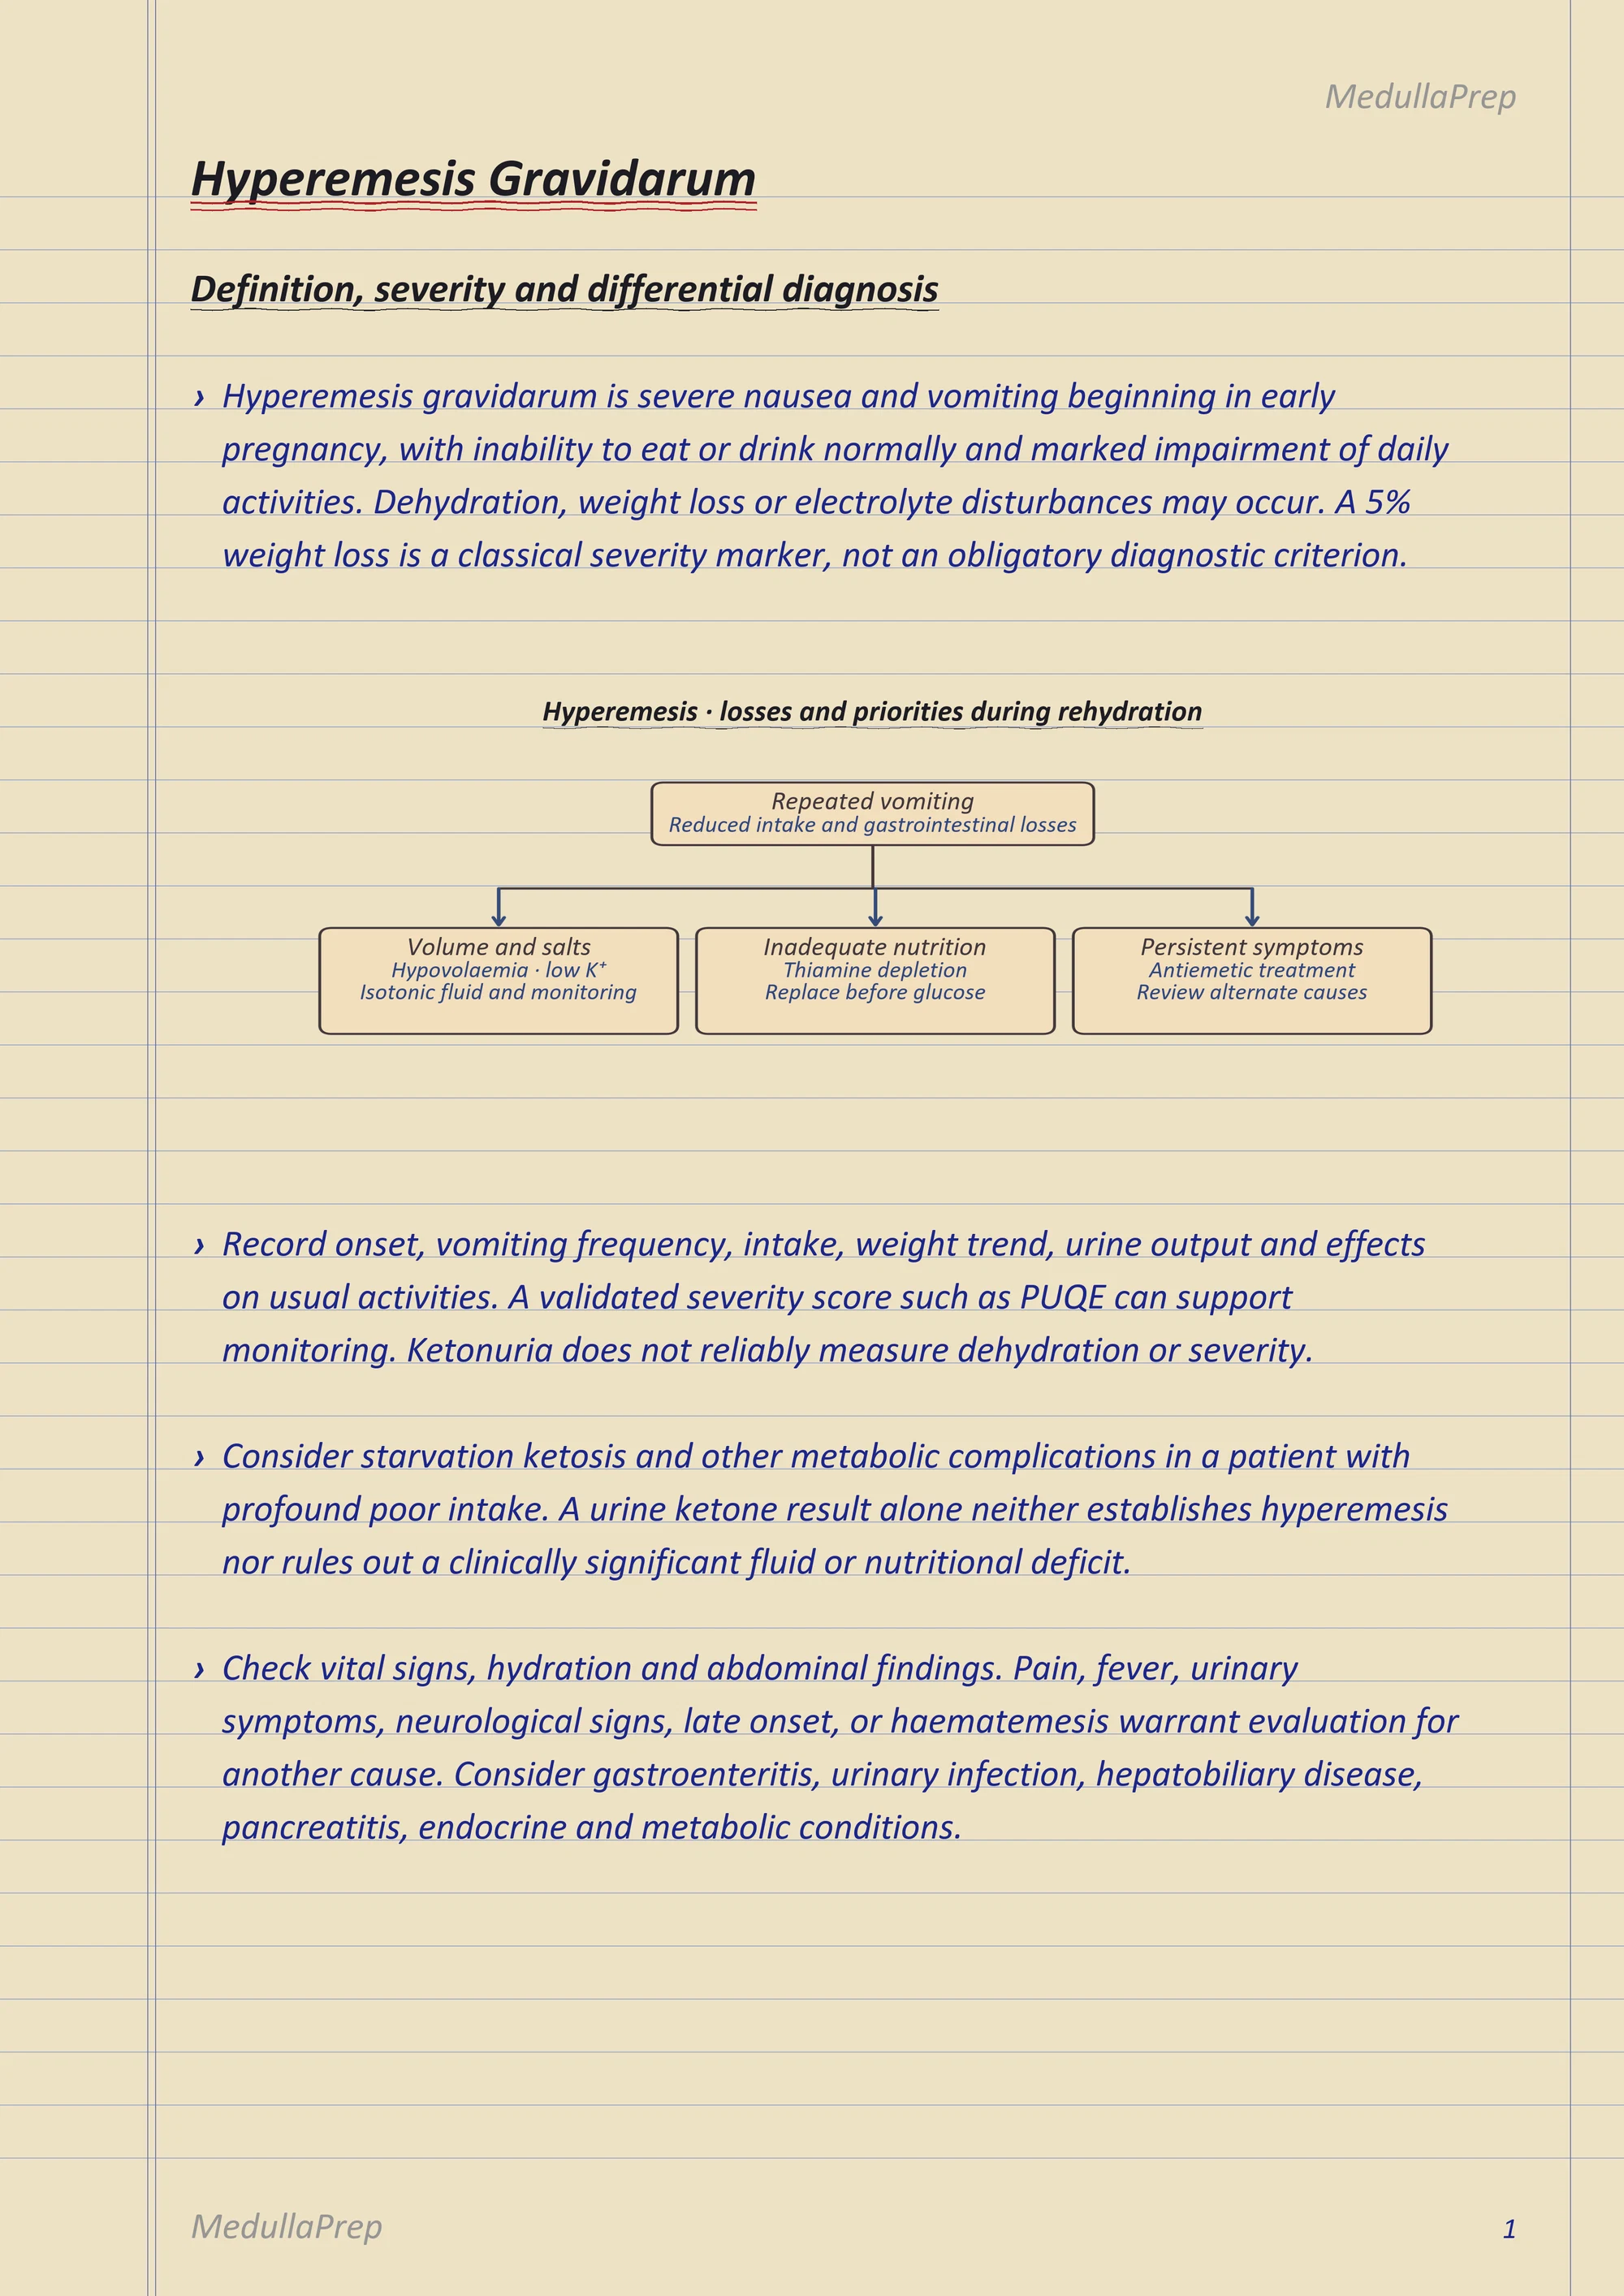 MedullaPrep
Hyperemesis Gravidarum
Definition, severity and differential diagnosis
› Hyperemesis gravidarum is severe nausea and vomiting beginning in early
pregnancy, with inability to eat or drink normally and marked impairment of daily
activities. Dehydration, weight loss or electrolyte disturbances may occur. A 5%
weight loss is a classical severity marker, not an obligatory diagnostic criterion.
Hyperemesis · losses and priorities during rehydration
Repeated vomiting
Reduced intake and gastrointestinal losses
Volume and salts
Hypovolaemia · low K⁺
Isotonic fluid and monitoring
Inadequate nutrition
Thiamine depletion
Replace before glucose
Persistent symptoms
Antiemetic treatment
Review alternate causes
› Record onset, vomiting frequency, intake, weight trend, urine output and effects
on usual activities. A validated severity score such as PUQE can support
monitoring. Ketonuria does not reliably measure dehydration or severity.
› Consider starvation ketosis and other metabolic complications in a patient with
profound poor intake. A urine ketone result alone neither establishes hyperemesis
nor rules out a clinically significant fluid or nutritional deficit.
› Check vital signs, hydration and abdominal findings. Pain, fever, urinary
symptoms, neurological signs, late onset, or haematemesis warrant evaluation for
another cause. Consider gastroenteritis, urinary infection, hepatobiliary disease,
pancreatitis, endocrine and metabolic conditions.
MedullaPrep
1